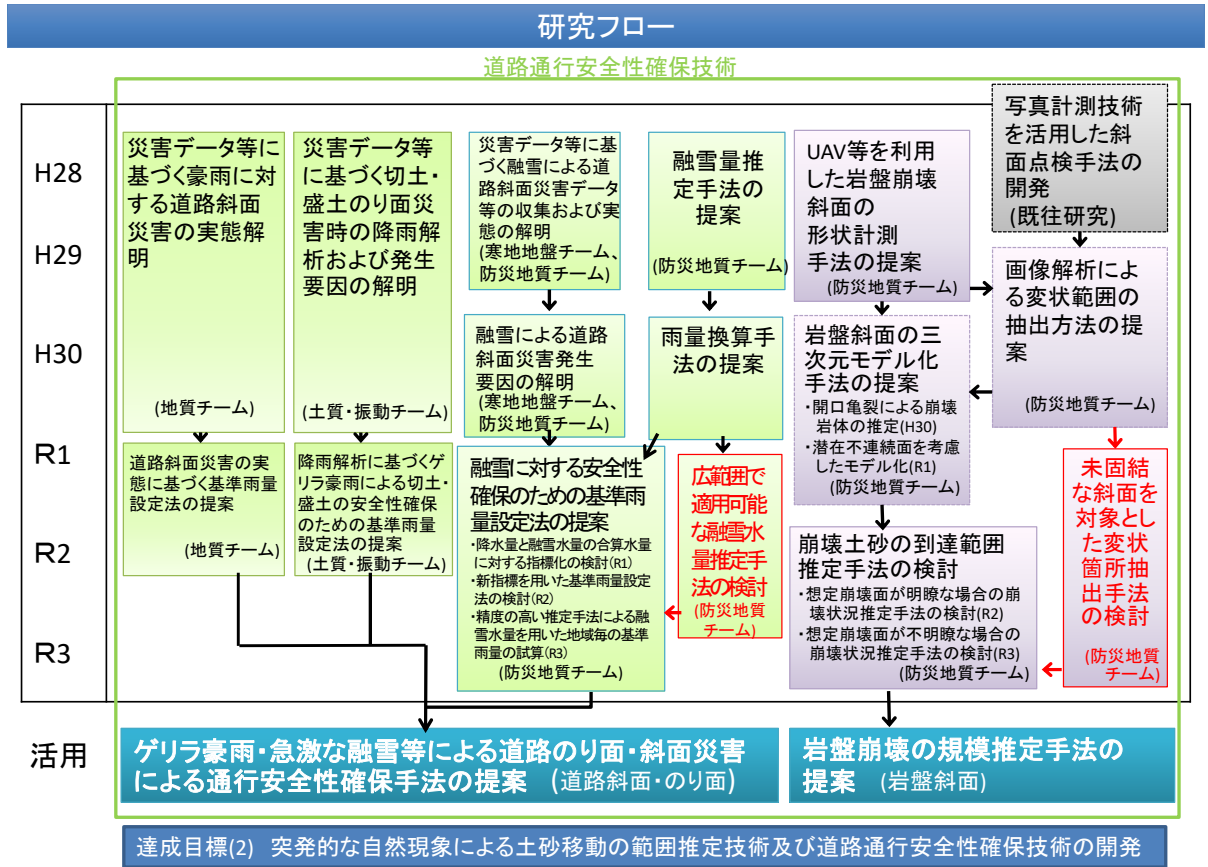 研究フロー
道路通行安全性確保技術
H28
H29
H30
R1
R2
R3
活用
災害データ等に
基づく豪雨に対
する道路斜面
災害の実態解
明
(地質チーム)
道路斜面災害の実
態に基づく基準雨量
設定法の提案
(地質チーム)
災害データ等
に基づく切土・
盛土のり面災
害時の降雨解
析および発生
要因の解明
(土質・振動チーム)
降雨解析に基づくゲ
リラ豪雨による切土・
盛土の安全性確保
のための基準雨量
設定法の提案
(土質・振動チーム)
災害データ等に基
づく融雪による道
路斜面災害データ
等の収集および実
態の解明
(寒地地盤チーム、
防災地質チーム)
融雪による道路
斜面災害発生
要因の解明
(寒地地盤チーム、
防災地質チーム)
融雪に対する安全性
確保のための基準雨
量設定法の提案
・降水量と融雪水量の合算水量
に対する指標化の検討(R1)
・新指標を用いた基準雨量設定
法の検討(R2)
・精度の高い推定手法による融
雪水量を用いた地域毎の基準
雨量の試算(R3)
(防災地質チーム)
融雪量推
定手法の
提案
(防災地質チーム)
雨量換算手
法の提案
広範囲で
適用可能
な融雪水
量推定手
法の検討
(防災地質
チーム)
UAV等を利用
した岩盤崩壊
斜面の
形状計測
手法の提案
(防災地質チーム)
岩盤斜面の三
次元モデル化
手法の提案
・開口亀裂による崩壊
岩体の推定(H30)
・潜在不連続面を考慮
したモデル化(R1)
(防災地質チーム)
崩壊土砂の到達範囲
推定手法の検討
・想定崩壊面が明瞭な場合の崩
壊状況推定手法の検討(R2)
・想定崩壊面が不明瞭な場合の
崩壊状況推定手法の検討(R3)
(防災地質チーム)
写真計測技術
を活用した斜
面点検手法の
開発
(既往研究)
画像解析によ
る変状範囲の
抽出方法の提
案
(防災地質チーム)
未固結
な斜面を
対象とし
た変状
箇所抽
出手法
の検討
(防災地質
チーム)
ゲリラ豪雨・急激な融雪等による道路のり面・斜面災害
による通行安全性確保手法の提案 (道路斜面・のり面)
岩盤崩壊の規模推定手法の
提案 (岩盤斜面)
達成目標(2) 突発的な自然現象による土砂移動の範囲推定技術及び道路通行安全性確保技術の開発